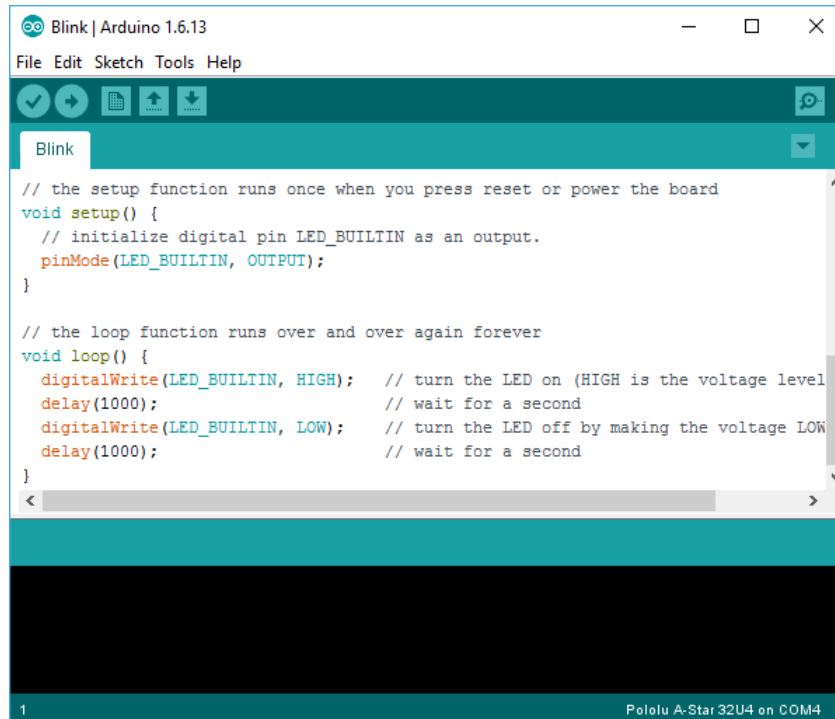 Blink | Arduino 1.6.13
File Edit Sketch Tools Help
Blink
// the setup function runs once when you press reset or power the board
void setup() {
  // initialize digital pin LED_BUILTIN as an output.
  pinMode(LED_BUILTIN, OUTPUT);
}

// the loop function runs over and over again forever
void loop() {
  digitalWrite(LED_BUILTIN, HIGH);   // turn the LED on (HIGH is the voltage level
  delay(1000);                       // wait for a second
  digitalWrite(LED_BUILTIN, LOW);    // turn the LED off by making the voltage LOW
  delay(1000);                       // wait for a second
}
1 Pololu A-Star 32U4 on COM4